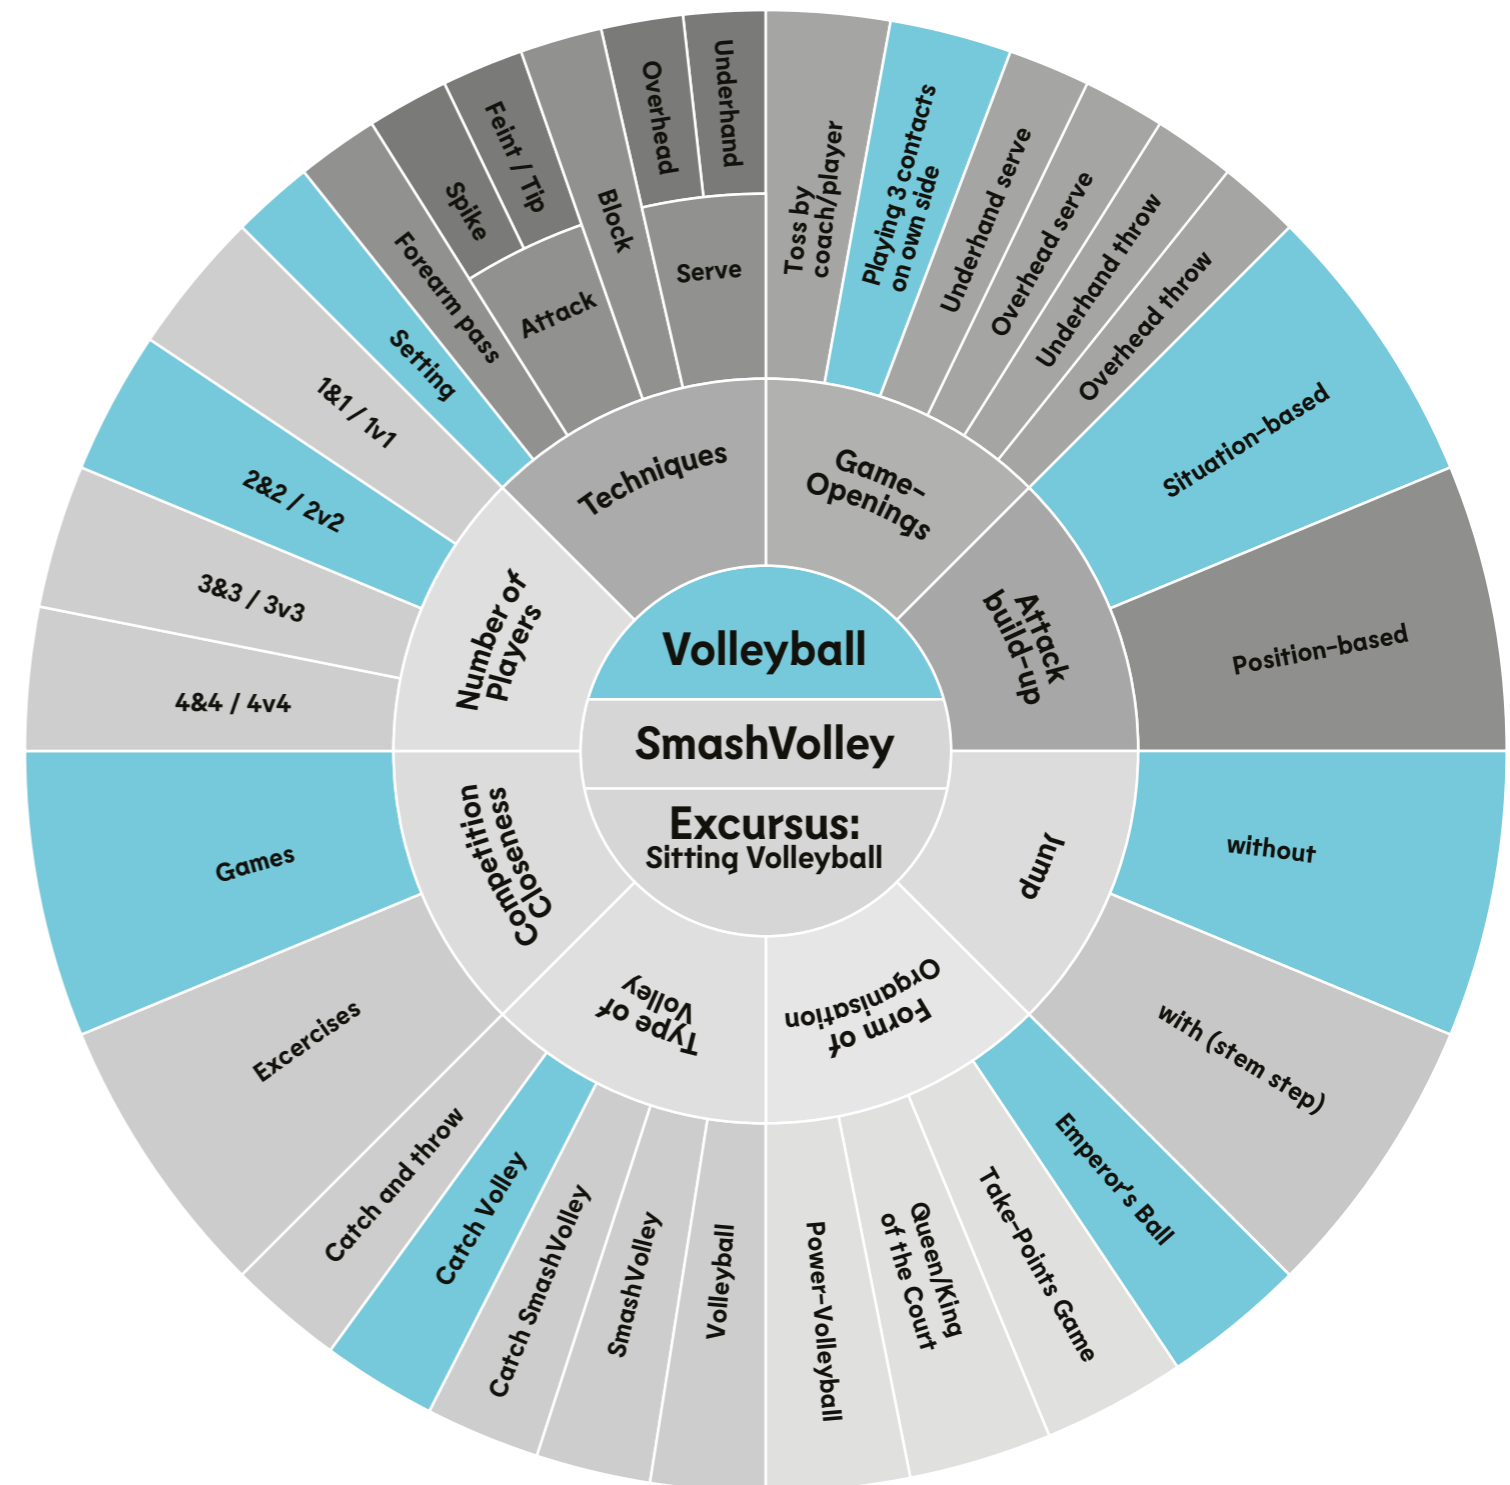 Volleyball
SmashVolley
Excursus:
Sitting Volleyball
Techniques
Setting
Forearm pass
Attack
Spike
Feint / Tip
Block
Serve
Overhead
Underhand
Game-
Openings
Toss by
coach/player
Playing 3 contacts
on own side
Underhand serve
Overhead serve
Underhand throw
Overhead throw
Attack
build-up
Situation-based
Position-based
Jump
without
with (stem step)
Form of
Organisation
Emperor's Ball
Take-Points Game
Queen/King
of the Court
Power-Volleyball
Type of
Volley
Volleyball
SmashVolley
Catch SmashVolley
Catch Volley
Catch and throw
Competitition
Closeness
Excercises
Games
Number of
Players
4&4 / 4v4
3&3 / 3v3
2&2 / 2v2
1&1 / 1v1